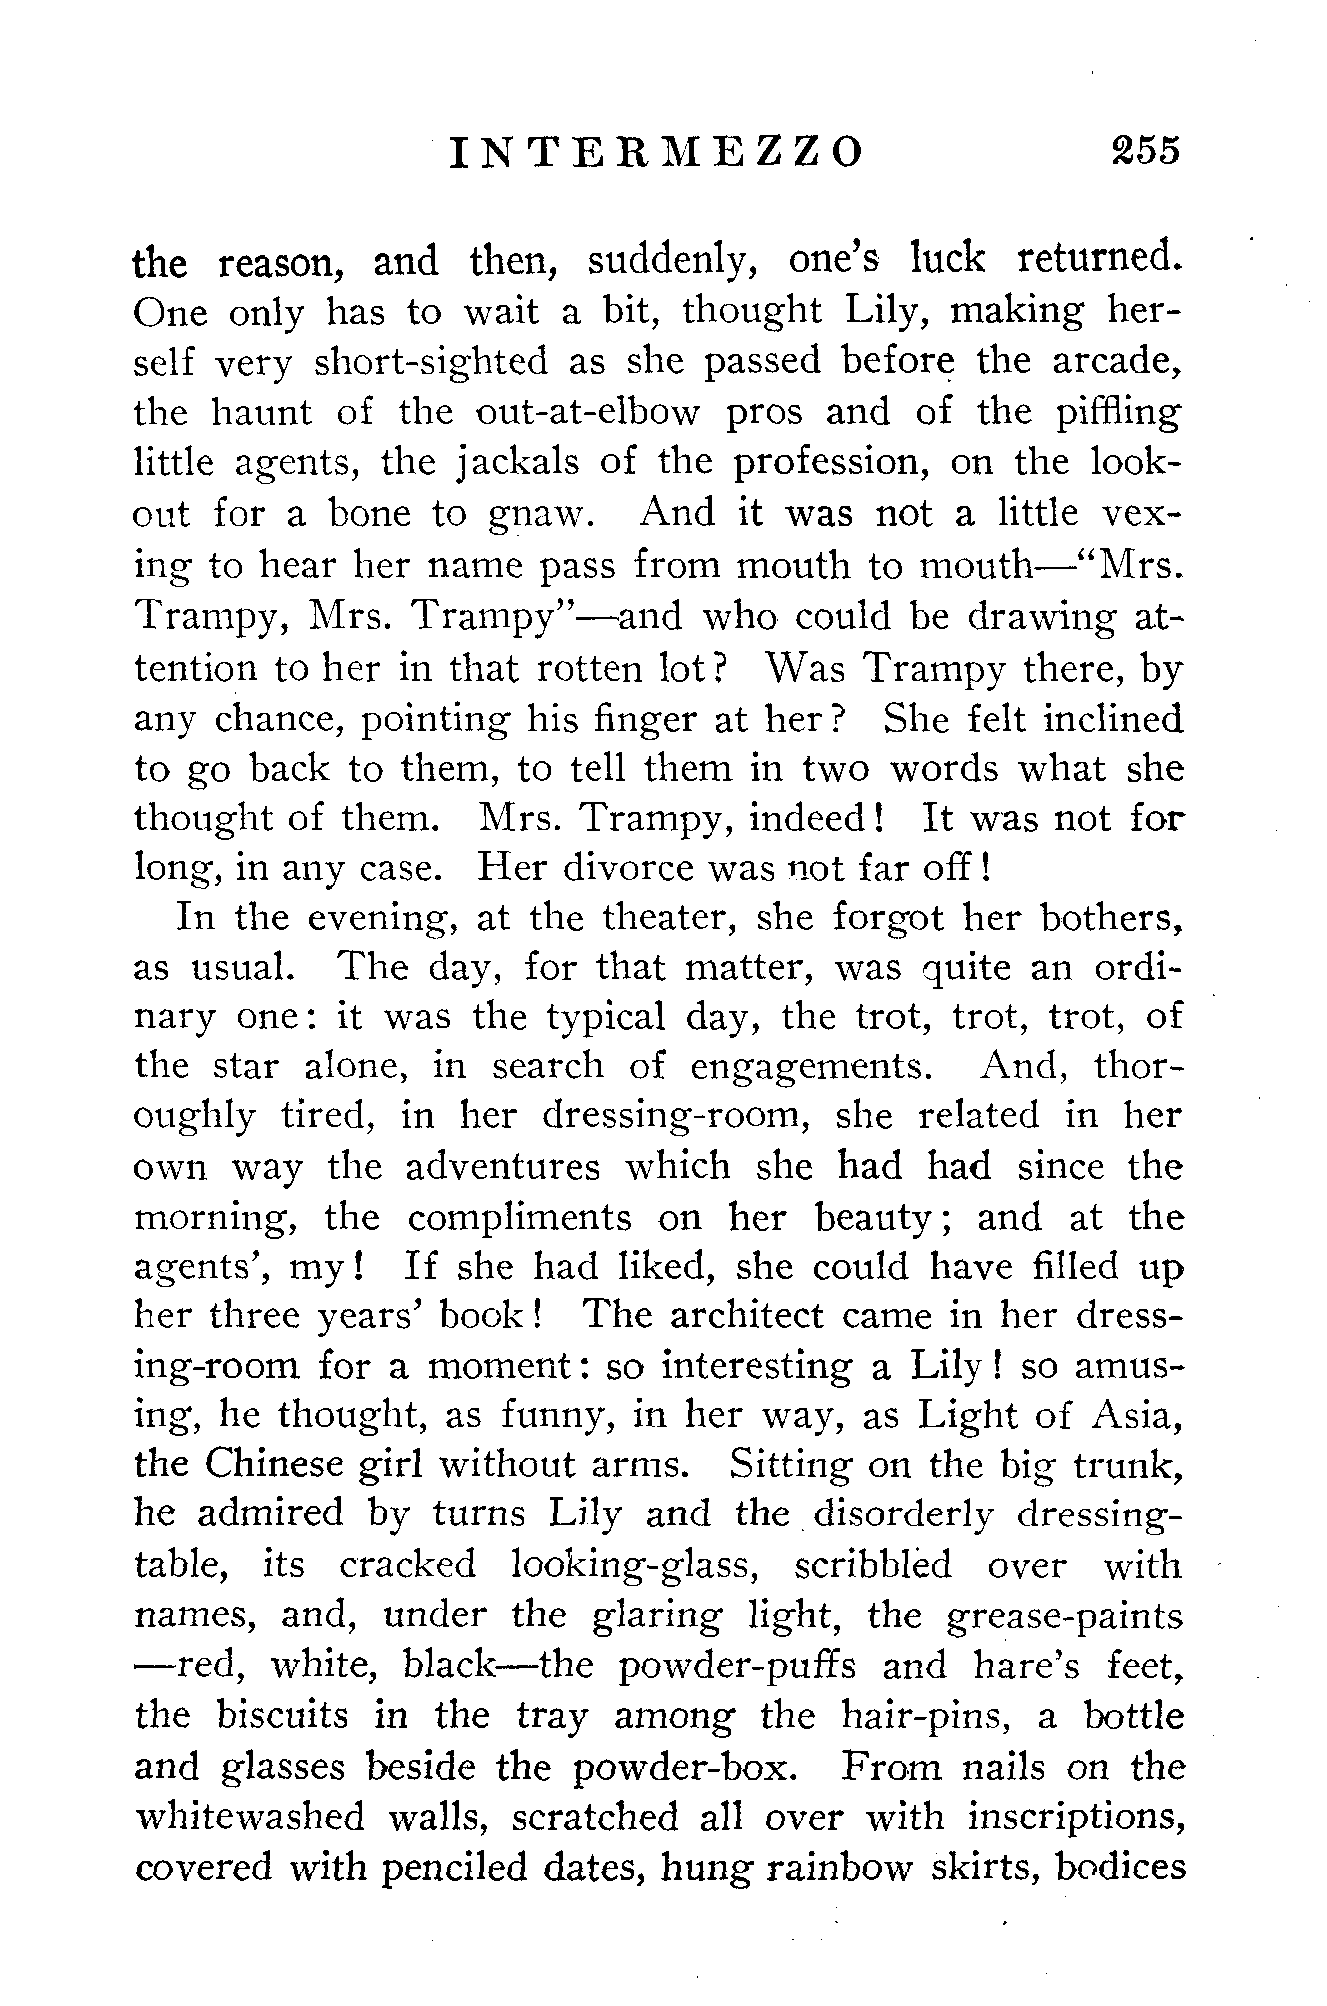 INTERMEZZO 255
the reason, and then, suddenly, one's luck returned.
One only has to wait a bit, thought Lily, making her-
self very short-sighted as she passed before the arcade,
the haunt of the out-at-elbow pros and of the piffling
little agents, the jackals of the profession, on the look-
out for a bone to gnaw. And it was not a little vex-
ing to hear her name pass from mouth to mouth—"Mrs.
Trampy, Mrs. Trampy"—and who could be drawing at-
tention to her in that rotten lot? Was Trampy there, by
any chance, pointing his finger at her? She felt inclined
to go back to them, to tell them in two words what she
thought of them. Mrs. Trampy, indeed! It was not for
long, in any case. Her divorce was not far off!
In the evening, at the theater, she forgot her bothers,
as usual. The day, for that matter, was quite an ordi-
nary one: it was the typical day, the trot, trot, trot, of
the star alone, in search of engagements. And, thor-
oughly tired, in her dressing-room, she related in her
own way the adventures which she had had since the
morning, the compliments on her beauty; and at the
agents', my! If she had liked, she could have filled up
her three years' book! The architect came in her dress-
ing-room for a moment: so interesting a Lily! so amus-
ing, he thought, as funny, in her way, as Light of Asia,
the Chinese girl without arms. Sitting on the big trunk,
he admired by turns Lily and the disorderly dressing-
table, its cracked looking-glass, scribbled over with
names, and, under the glaring light, the grease-paints
—red, white, black—the powder-puffs and hare's feet,
the biscuits in the tray among the hair-pins, a bottle
and glasses beside the powder-box. From nails on the
whitewashed walls, scratched all over with inscriptions,
covered with penciled dates, hung rainbow skirts, bodices